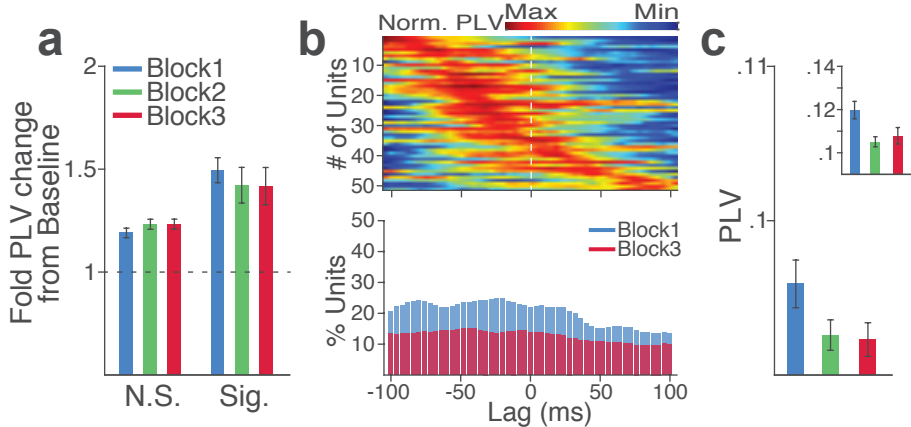 a
Fold PLV change
from Baseline
2
1.5
1
Block1
Block2
Block3
N.S.
Sig.
b
Norm. PLV
Max
Min
# of Units
10
20
30
40
50
% Units
50
40
30
20
10
Block1
Block3
-100
-50
0
50
100
Lag (ms)
c
PLV
.11
.1
.14
.12
.1